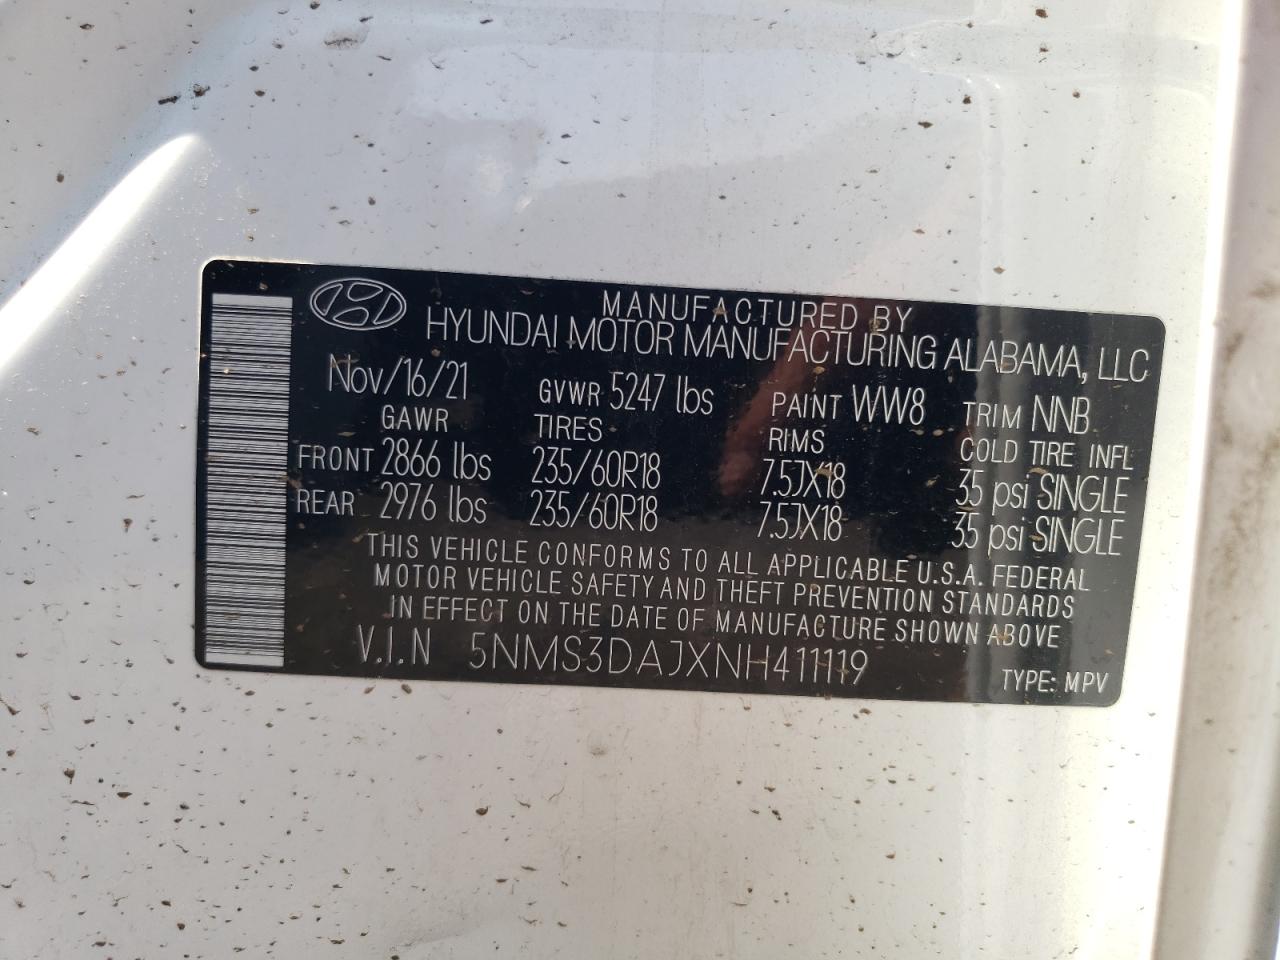 MANUFACTURED BY
HYUNDAI MOTOR MANUFACTURING ALABAMA, LLC
Nov/16/21 GVWR 5247 lbs PAINT WW8 TRIM NNB
GAWR TIRES RIMS COLD TIRE INFL
FRONT 2866 lbs 235/60R18 7.5JX18 35 psi SINGLE
REAR 2976 lbs 235/60R18 7.5JX18 35 psi SINGLE
THIS VEHICLE CONFORMS TO ALL APPLICABLE U.S.A. FEDERAL
MOTOR VEHICLE SAFETY AND THEFT PREVENTION STANDARDS
IN EFFECT ON THE DATE OF MANUFACTURE SHOWN ABOVE
V.I.N 5NMS3DAJXNH411119 TYPE: MPV